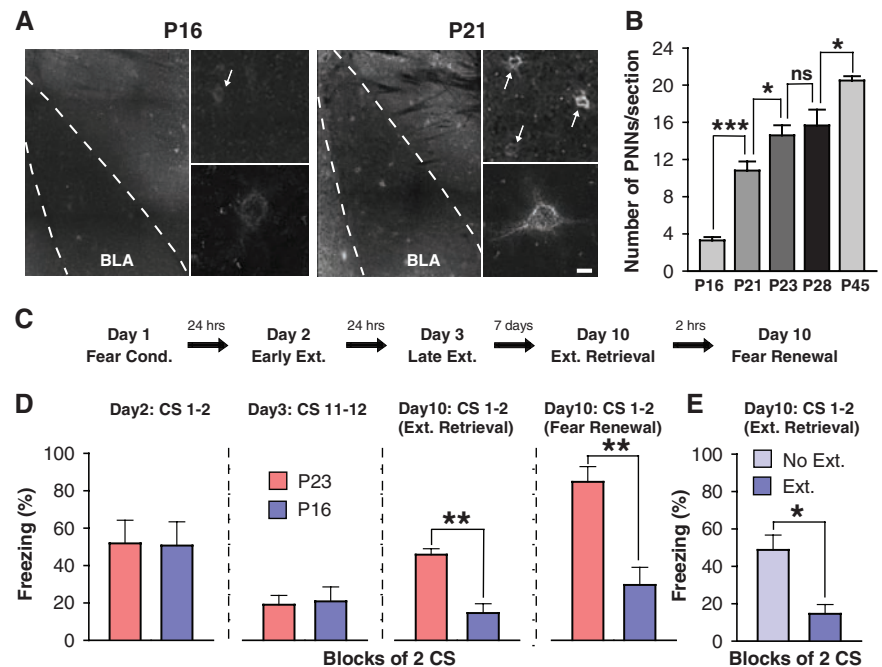 A
P16
P21
BLA
BLA
B
Number of PNNs/section
24
20
16
12
8
4
0
***
*
ns
*
P16 P21 P23 P28 P45
C
Day 1
Fear Cond.
24 hrs
Day 2
Early Ext.
24 hrs
Day 3
Late Ext.
7 days
Day 10
Ext. Retrieval
2 hrs
Day 10
Fear Renewal
D
Day2: CS 1-2
Day3: CS 11-12
Day10: CS 1-2
(Ext. Retrieval)
Day10: CS 1-2
(Fear Renewal)
Freezing (%)
100
80
60
40
20
0
P23
P16
**
**
Blocks of 2 CS
E
Day10: CS 1-2
(Ext. Retrieval)
Freezing (%)
100
80
60
40
20
0
No Ext.
Ext.
*
Blocks of 2 CS